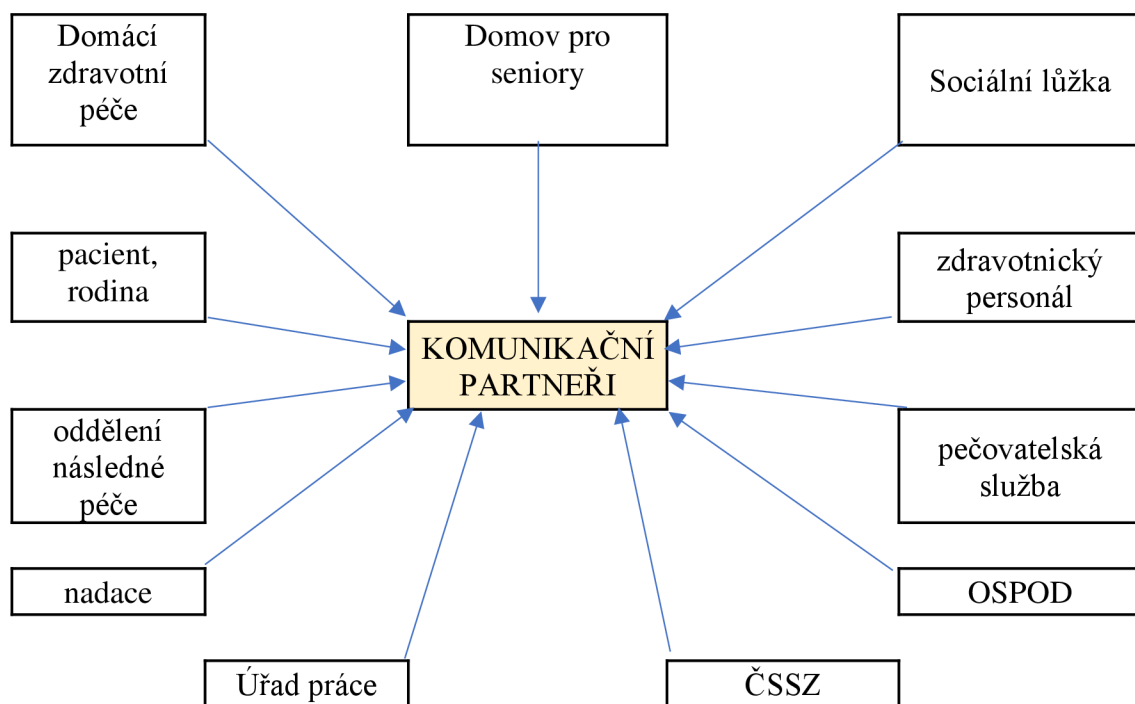 Domácí
zdravotní
péče
Domov pro
seniory
Sociální lůžka
pacient,
rodina
zdravotnický
personál
KOMUNIKAČNÍ
PARTNEŘI
oddělení
následné
péče
pečovatelská
služba
nadace
OSPOD
Úřad práce
ČSSZ